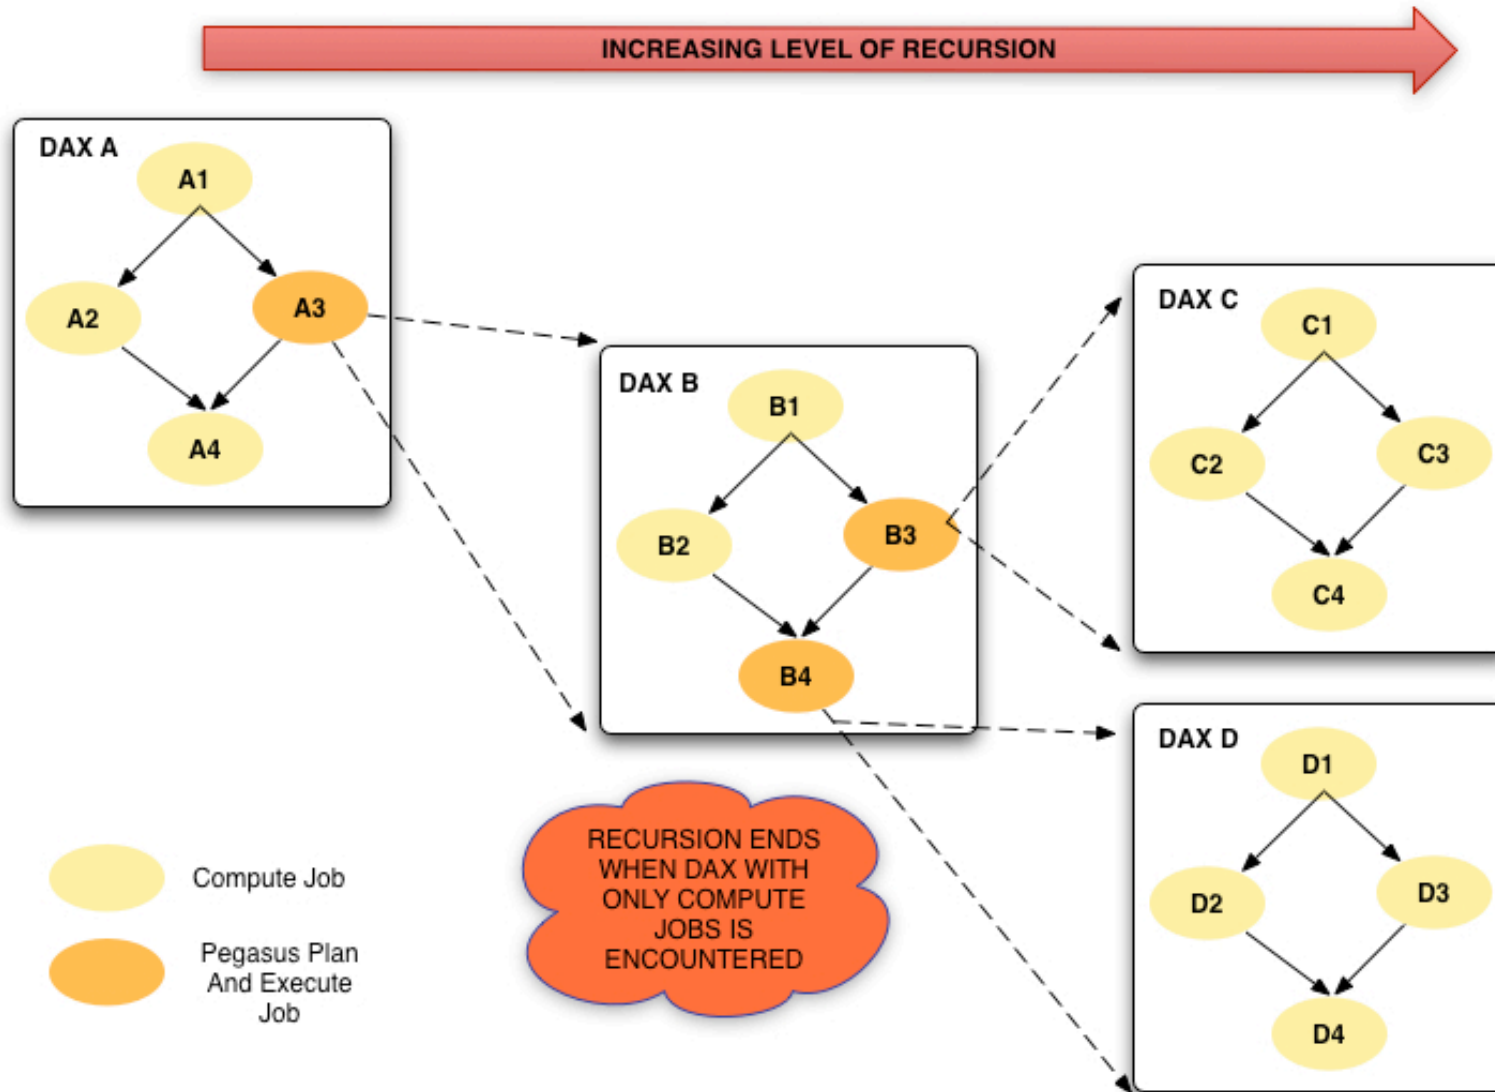 INCREASING LEVEL OF RECURSION
DAX A
A1
A2
A3
A4
DAX B
B1
B2
B3
B4
DAX C
C1
C2
C3
C4
DAX D
D1
D2
D3
D4
RECURSION ENDS
WHEN DAX WITH
ONLY COMPUTE
JOBS IS
ENCOUNTERED
Compute Job
Pegasus Plan
And Execute
Job